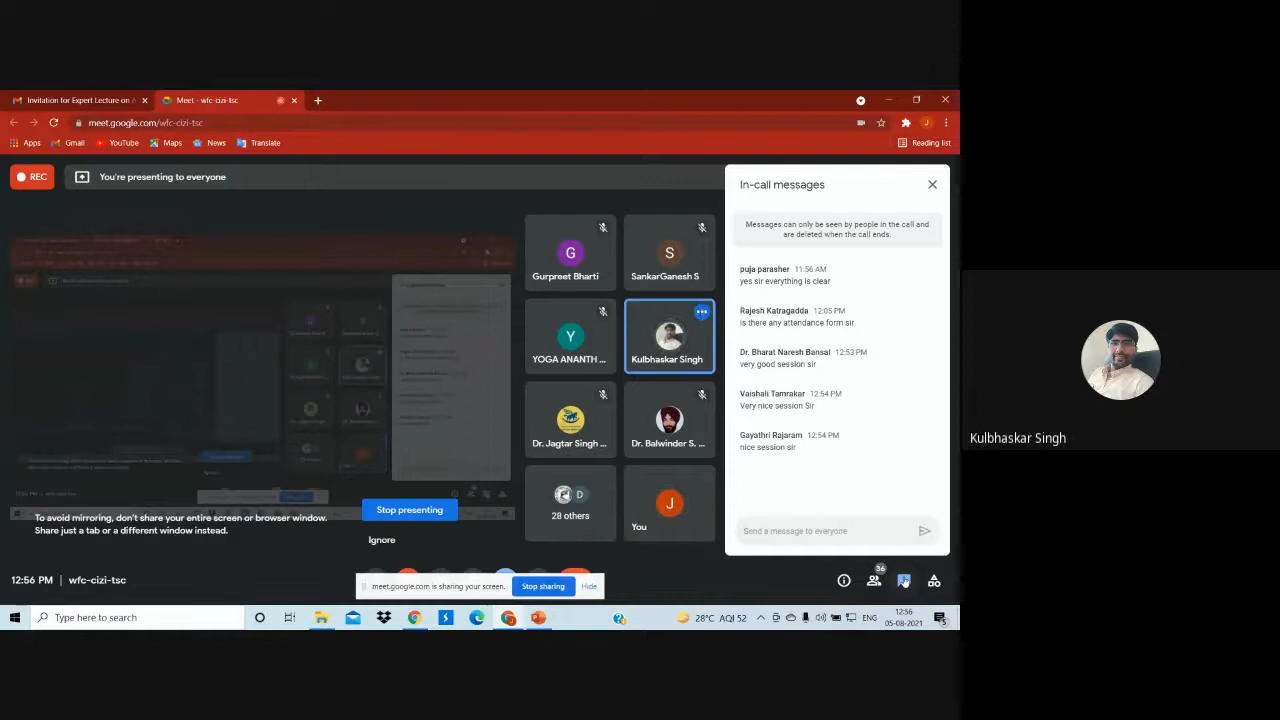 Invitation for Expert Lecture on
Meet - wfc-cizi-tsc
meet.google.com/wfc-cizi-tsc
Apps Gmail YouTube Maps News Translate Reading list
REC
You're presenting to everyone
In-call messages
Messages can only be seen by people in the call and
are deleted when the call ends.
puja parasher 11:56 AM
yes sir everything is clear
Rajesh Katragadda 12:05 PM
is there any attendance form sir
Dr. Bharat Naresh Bansal 12:53 PM
very good session sir
Vaishali Tamrakar 12:54 PM
Very nice session Sir
Gayathri Rajaram 12:54 PM
nice session sir
Send a message to everyone
G
Gurpreet Bharti
S
SankarGanesh S
Y
YOGA ANANTH ...
Kulbhaskar Singh
Dr. Jagtar Singh ...
Dr. Balwinder S. ...
D
28 others
J
You
To avoid mirroring, don't share your entire screen or browser window.
Share just a tab or a different window instead.
Stop presenting
Ignore
12:56 PM | wfc-cizi-tsc
meet.google.com is sharing your screen. Stop sharing Hide
36
Type here to search
28°C AQI 52
ENG
12:56
05-08-2021
5
Kulbhaskar Singh